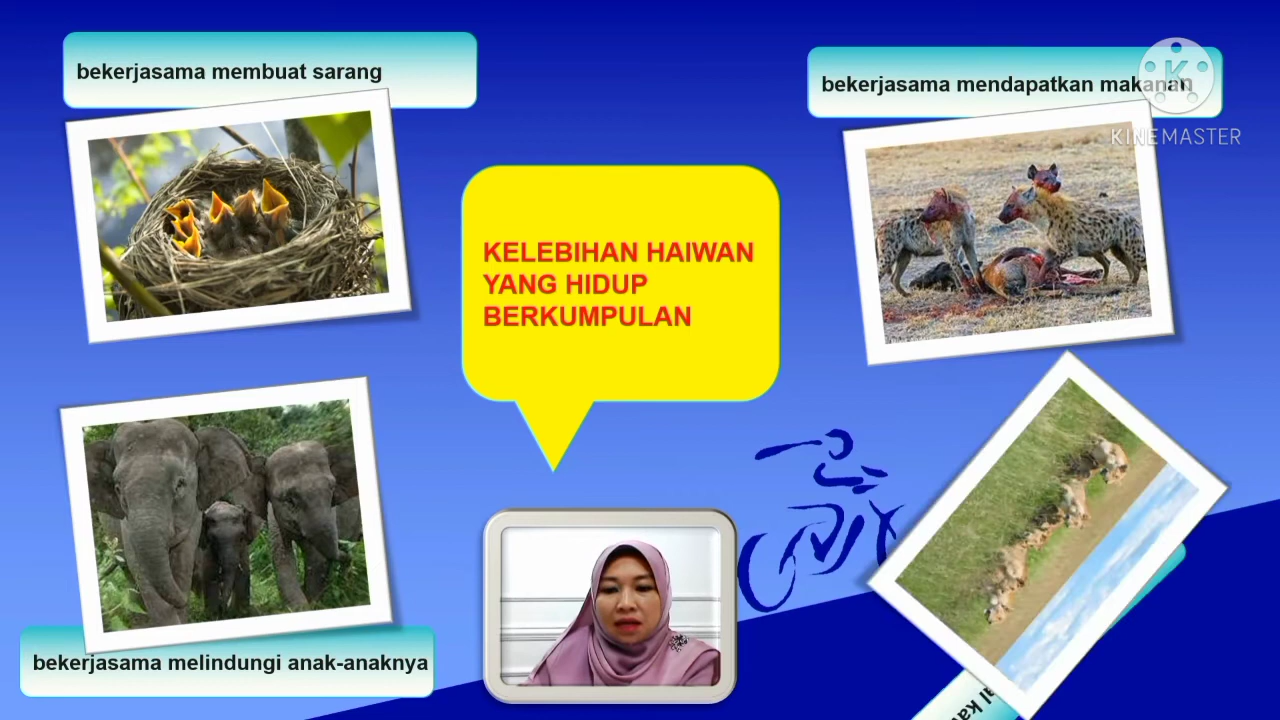 bekerjasama membuat sarang
bekerjasama mendapatkan makanan
K
KINEMASTER
KELEBIHAN HAIWAN
YANG HIDUP
BERKUMPULAN
bekerjasama melindungi anak-anaknya